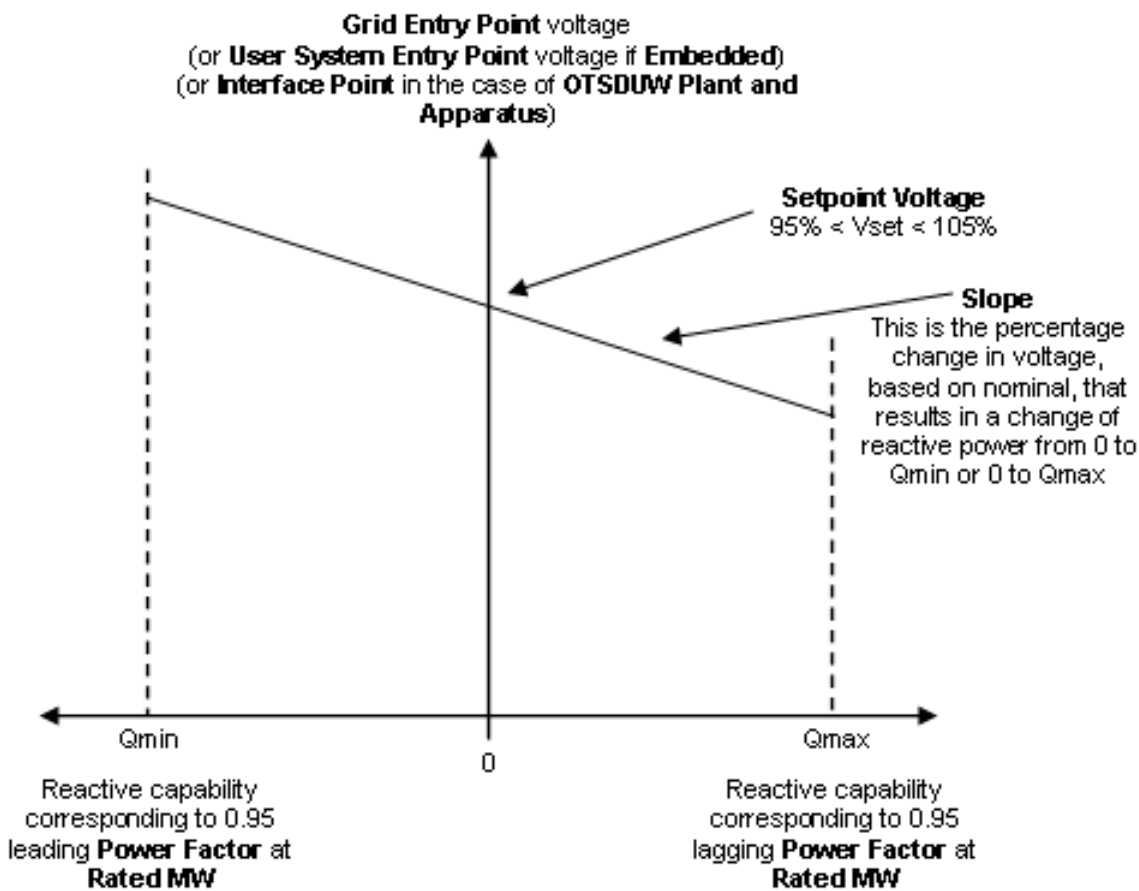 Grid Entry Point voltage
(or User System Entry Point voltage if Embedded)
(or Interface Point in the case of OTSDUW Plant and
Apparatus)
Setpoint Voltage
95% < Vset < 105%
Slope
This is the percentage
change in voltage,
based on nominal, that
results in a change of
reactive power from 0 to
Qmin or 0 to Qmax
Qmin
0
Qmax
Reactive capability
corresponding to 0.95
leading Power Factor at
Rated MW
Reactive capability
corresponding to 0.95
lagging Power Factor at
Rated MW